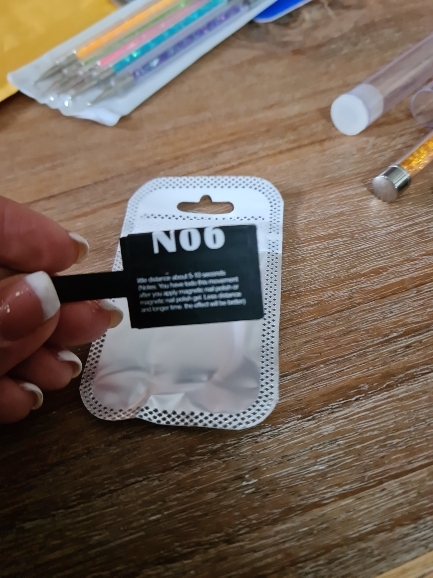 N06
little distance about 5-10 seconds
(Notes: You have todo this movement
after you apply magnetic nail polish or
magnetic nail polish gel. Less distance
and longer time, the effect will be better)